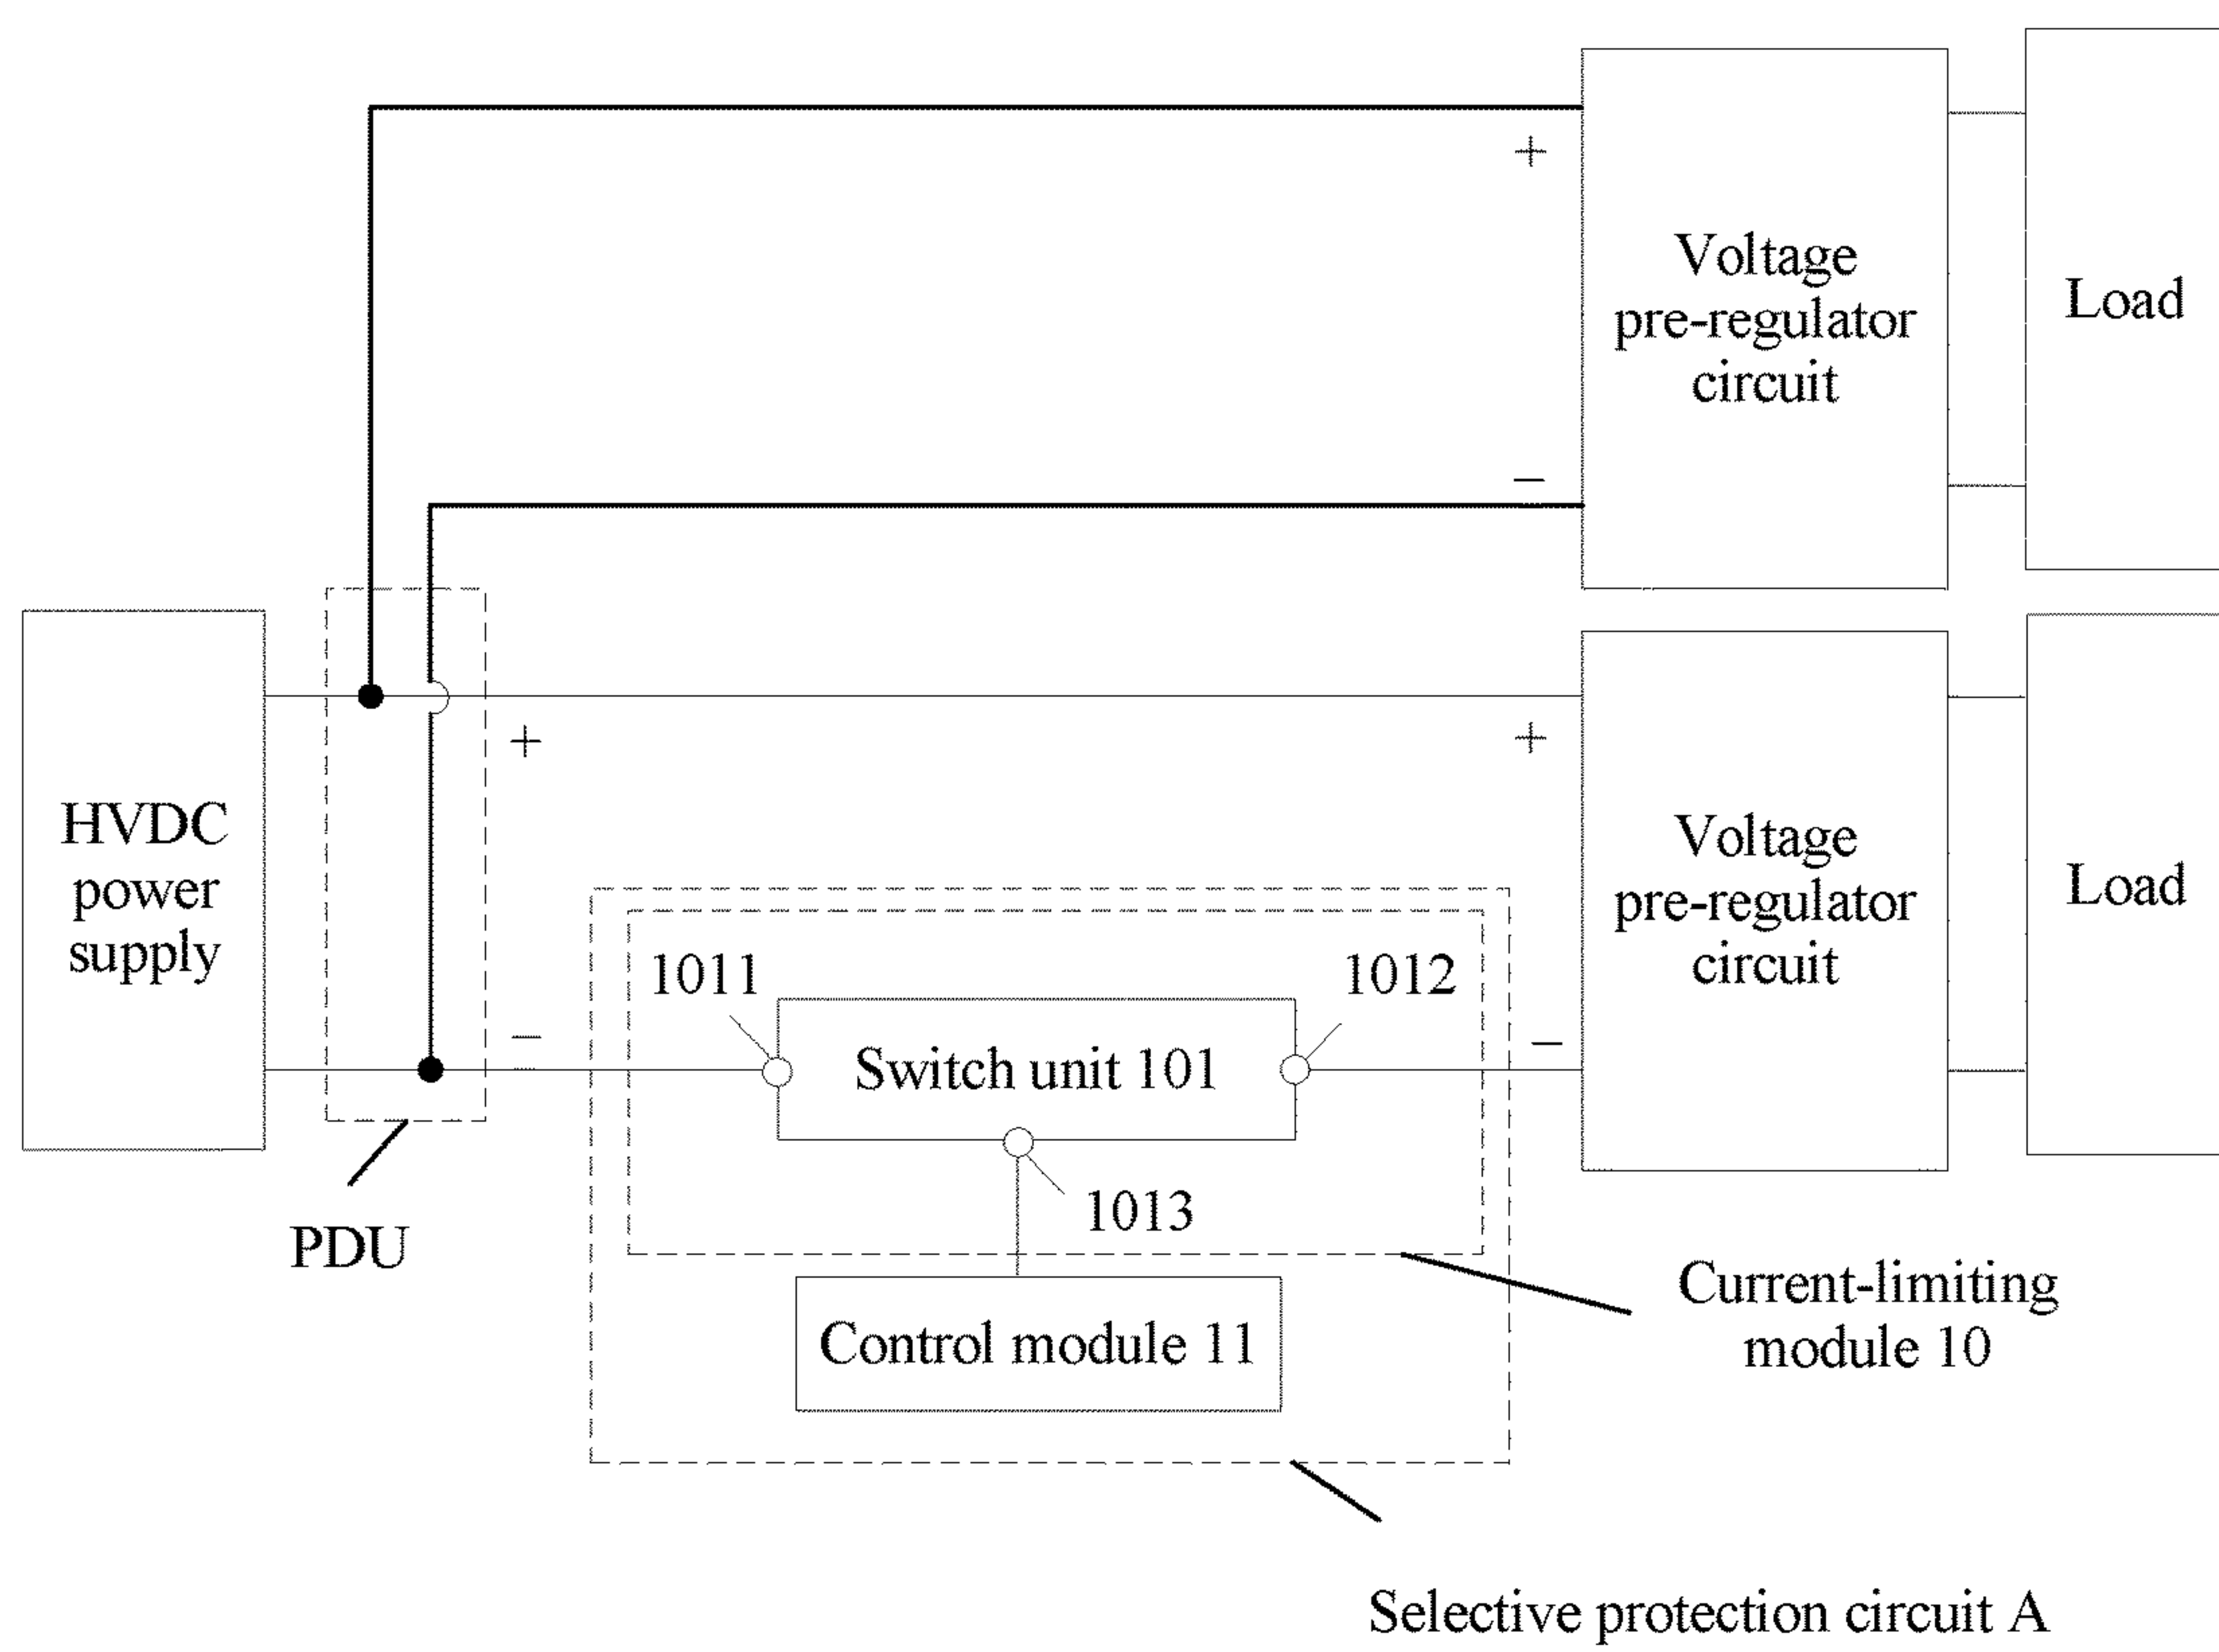 +
Voltage
pre-regulator
circuit
Load
−
HVDC
power
supply
+
+
Voltage
pre-regulator
circuit
Load
1011
1012
−
Switch unit 101
−
1013
PDU
Current-limiting
module 10
Control module 11
Selective protection circuit A